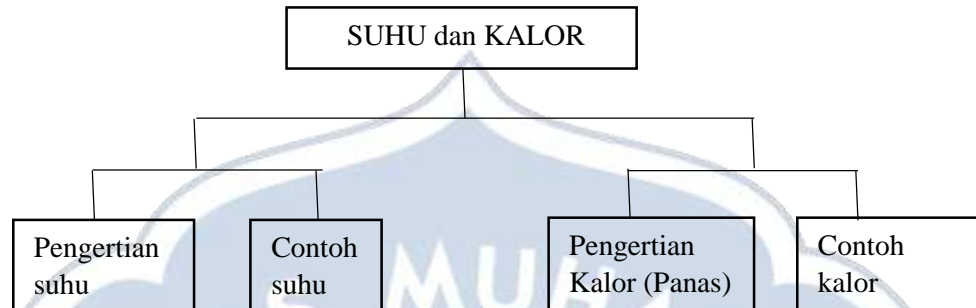 SUHU dan KALOR
Pengertian
suhu
Contoh
suhu
Pengertian
Kalor (Panas)
Contoh
kalor